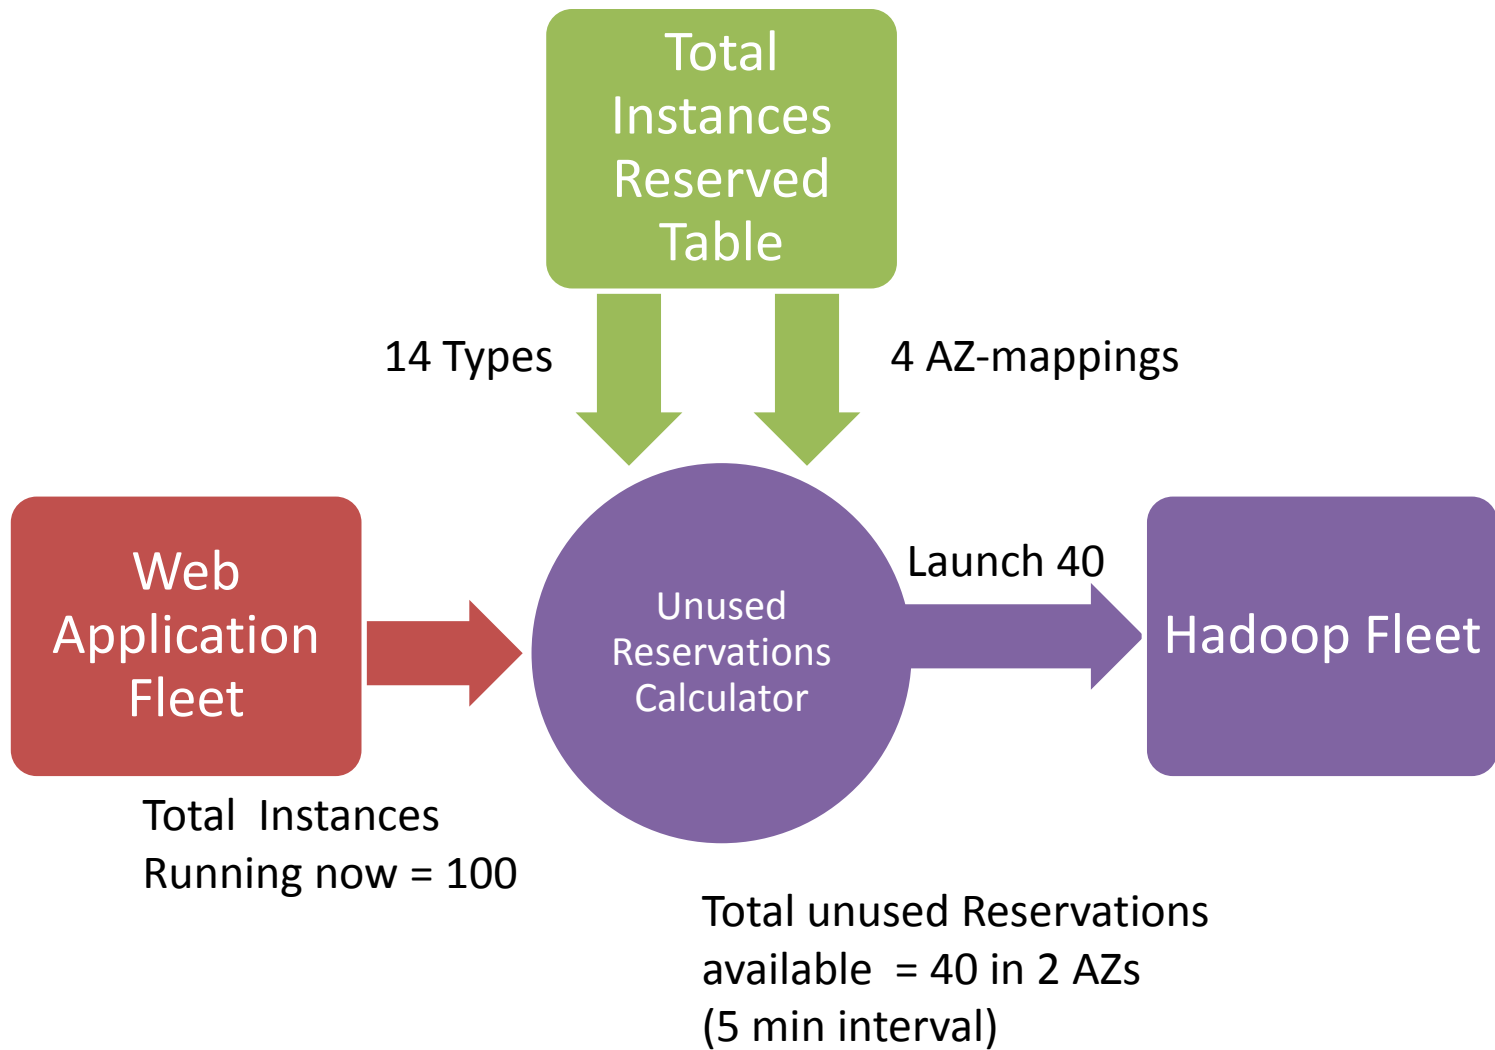 Total
Instances
Reserved
Table
14 Types
4 AZ-mappings
Web
Application
Fleet
Unused
Reservations
Calculator
Launch 40
Hadoop Fleet
Total  Instances
Running now = 100
Total unused Reservations
available  = 40 in 2 AZs
(5 min interval)